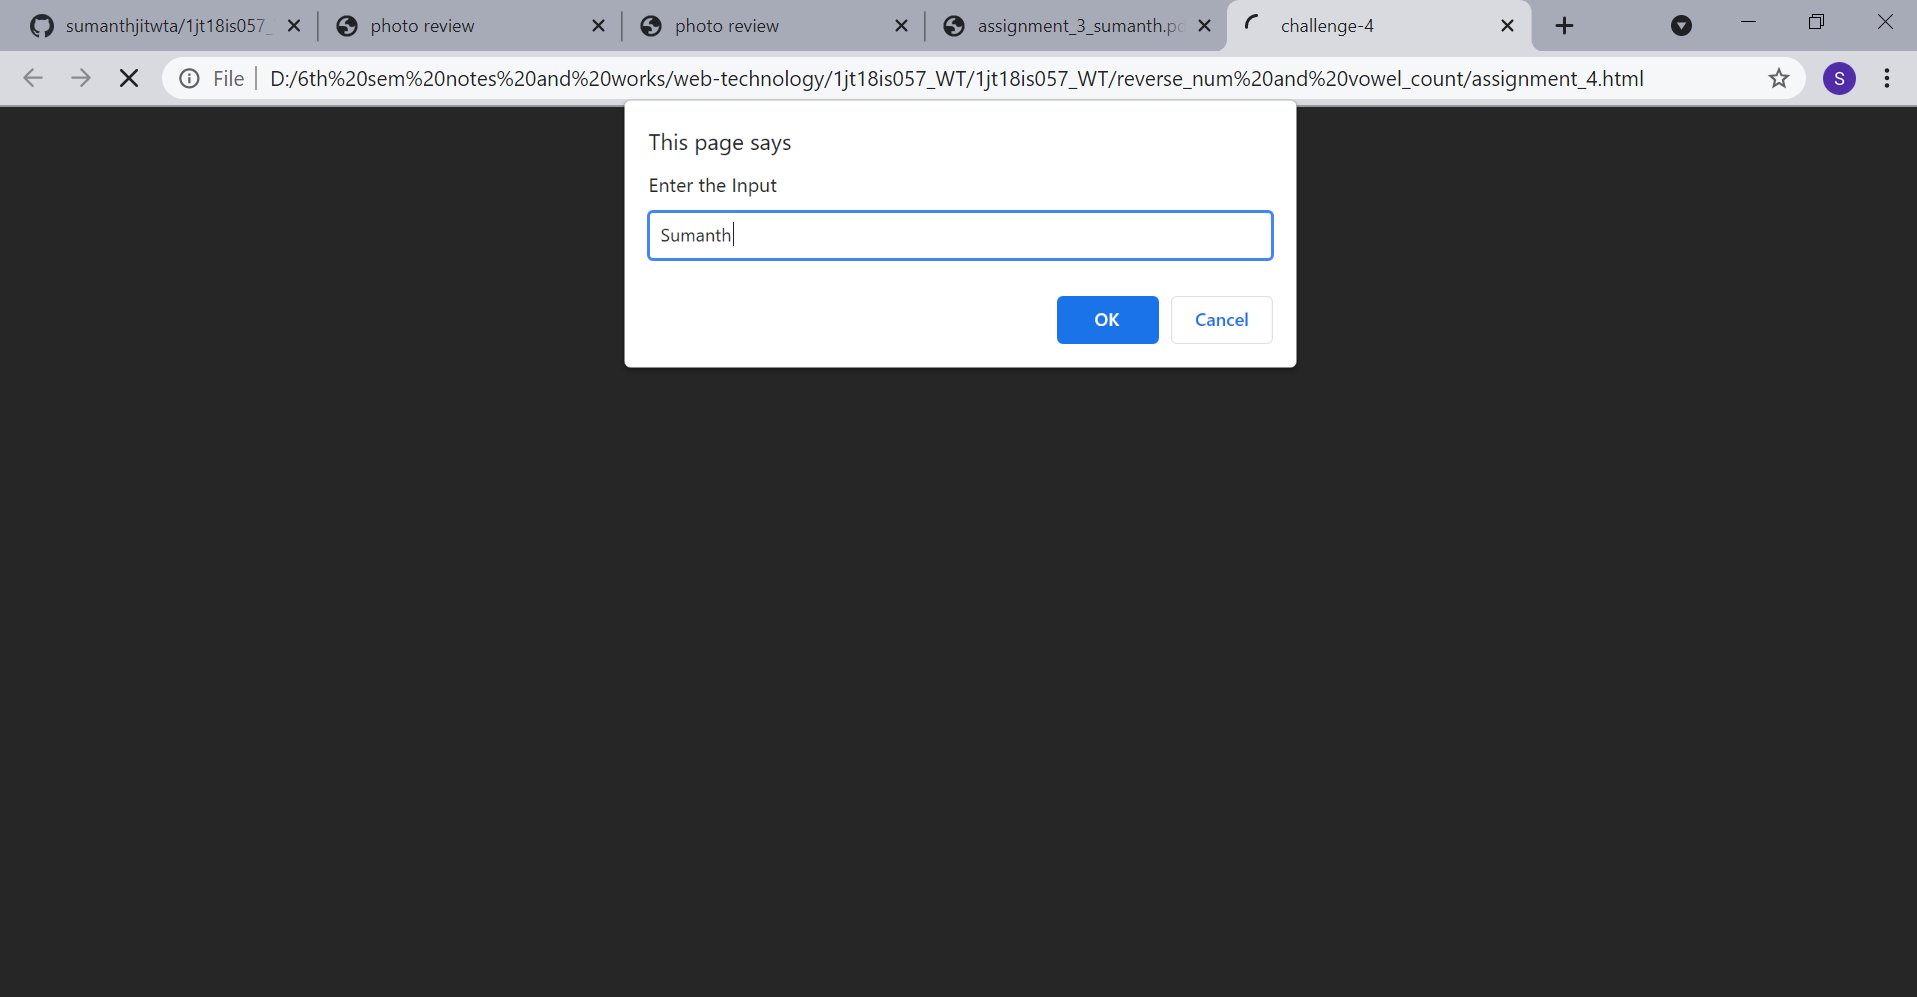 sumanthjitwta/1jt18is057_
photo review
photo review
assignment_3_sumanth.pd
challenge-4
File
D:/6th%20sem%20notes%20and%20works/web-technology/1jt18is057_WT/1jt18is057_WT/reverse_num%20and%20vowel_count/assignment_4.html
S
This page says
Enter the Input
Sumanth
OK
Cancel